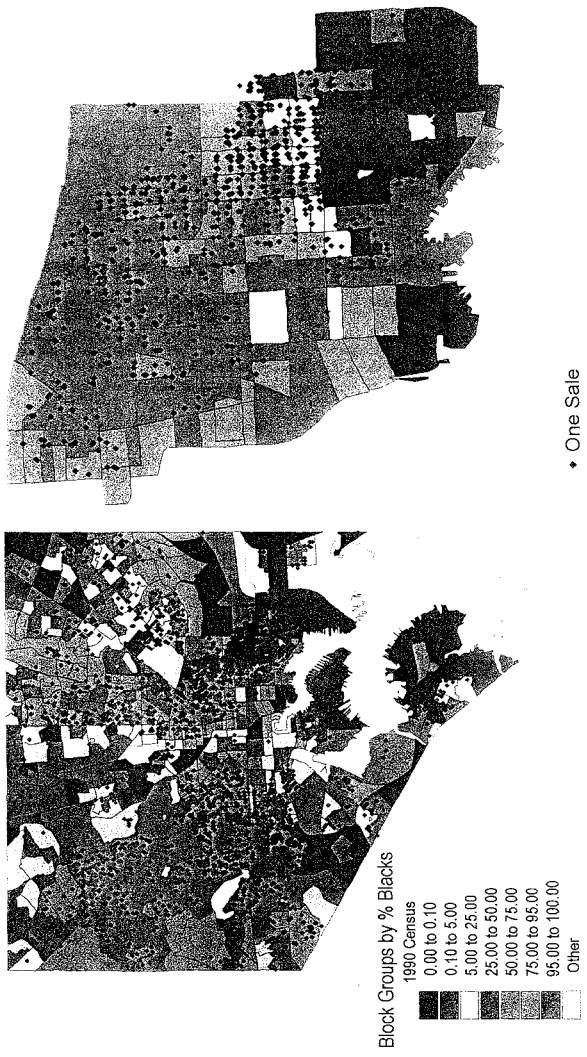 Block Groups by % Blacks
1990 Census
0.00 to 0.10
0.10 to 5.00
5.00 to 25.00
25.00 to 50.00
50.00 to 75.00
75.00 to 95.00
95.00 to 100.00
Other
♦ One Sale